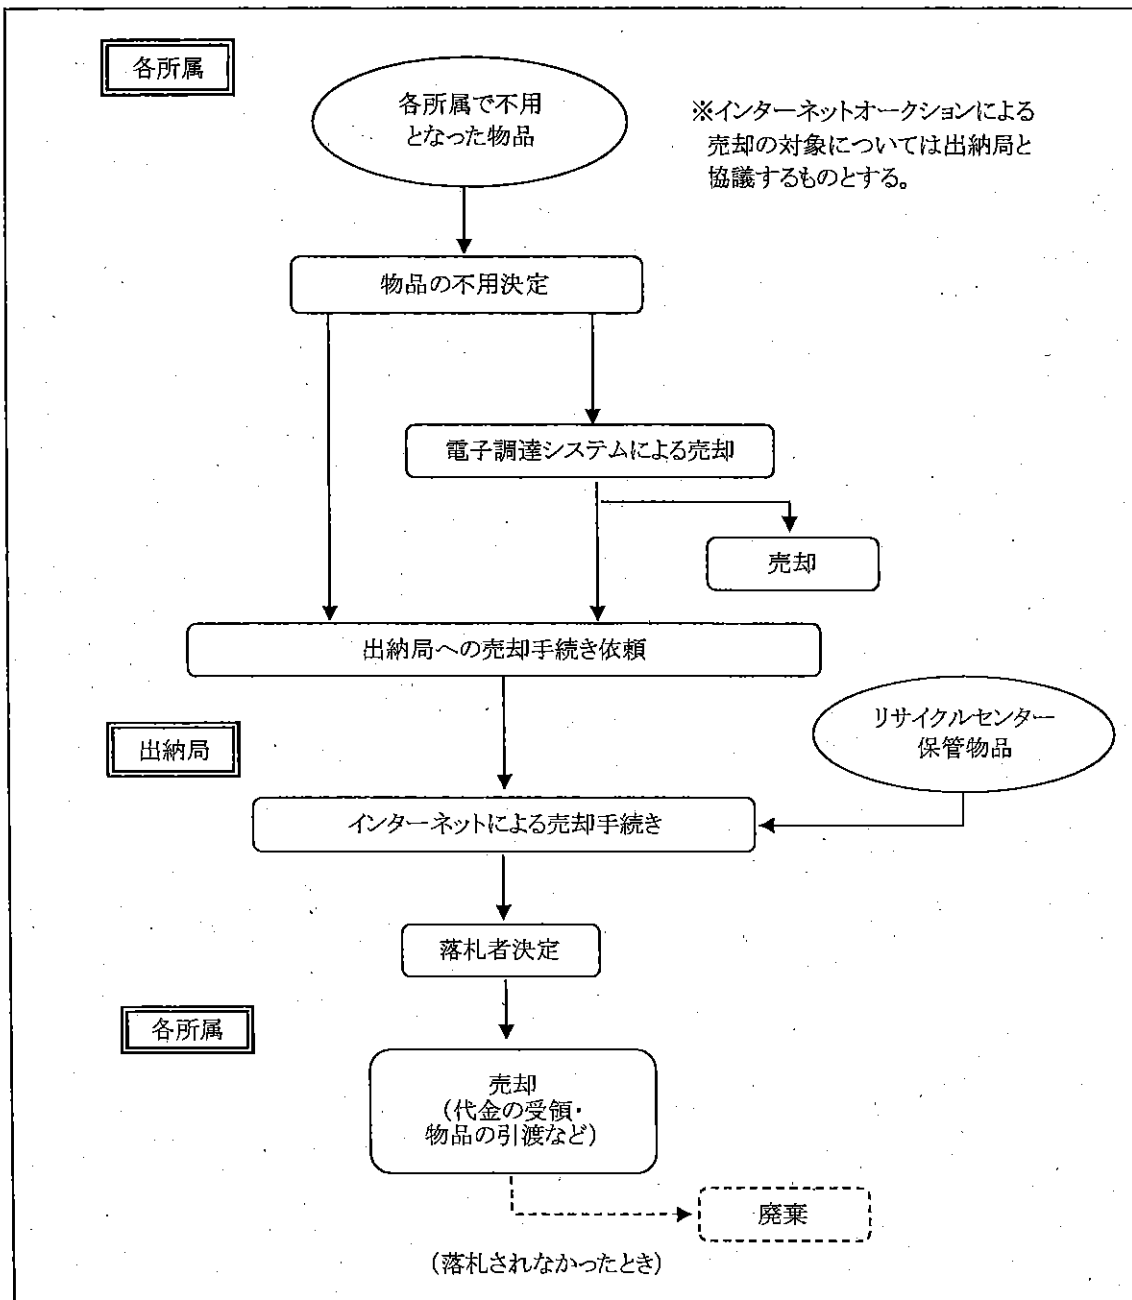 各所属
各所属で不用
となった物品
※インターネットオークションによる
売却の対象については出納局と
協議するものとする。
物品の不用決定
電子調達システムによる売却
売却
出納局への売却手続き依頼
リサイクルセンター
保管物品
出納局
インターネットによる売却手続き
落札者決定
各所属
売却
(代金の受領・
物品の引渡など)
廃棄
(落札されなかったとき)